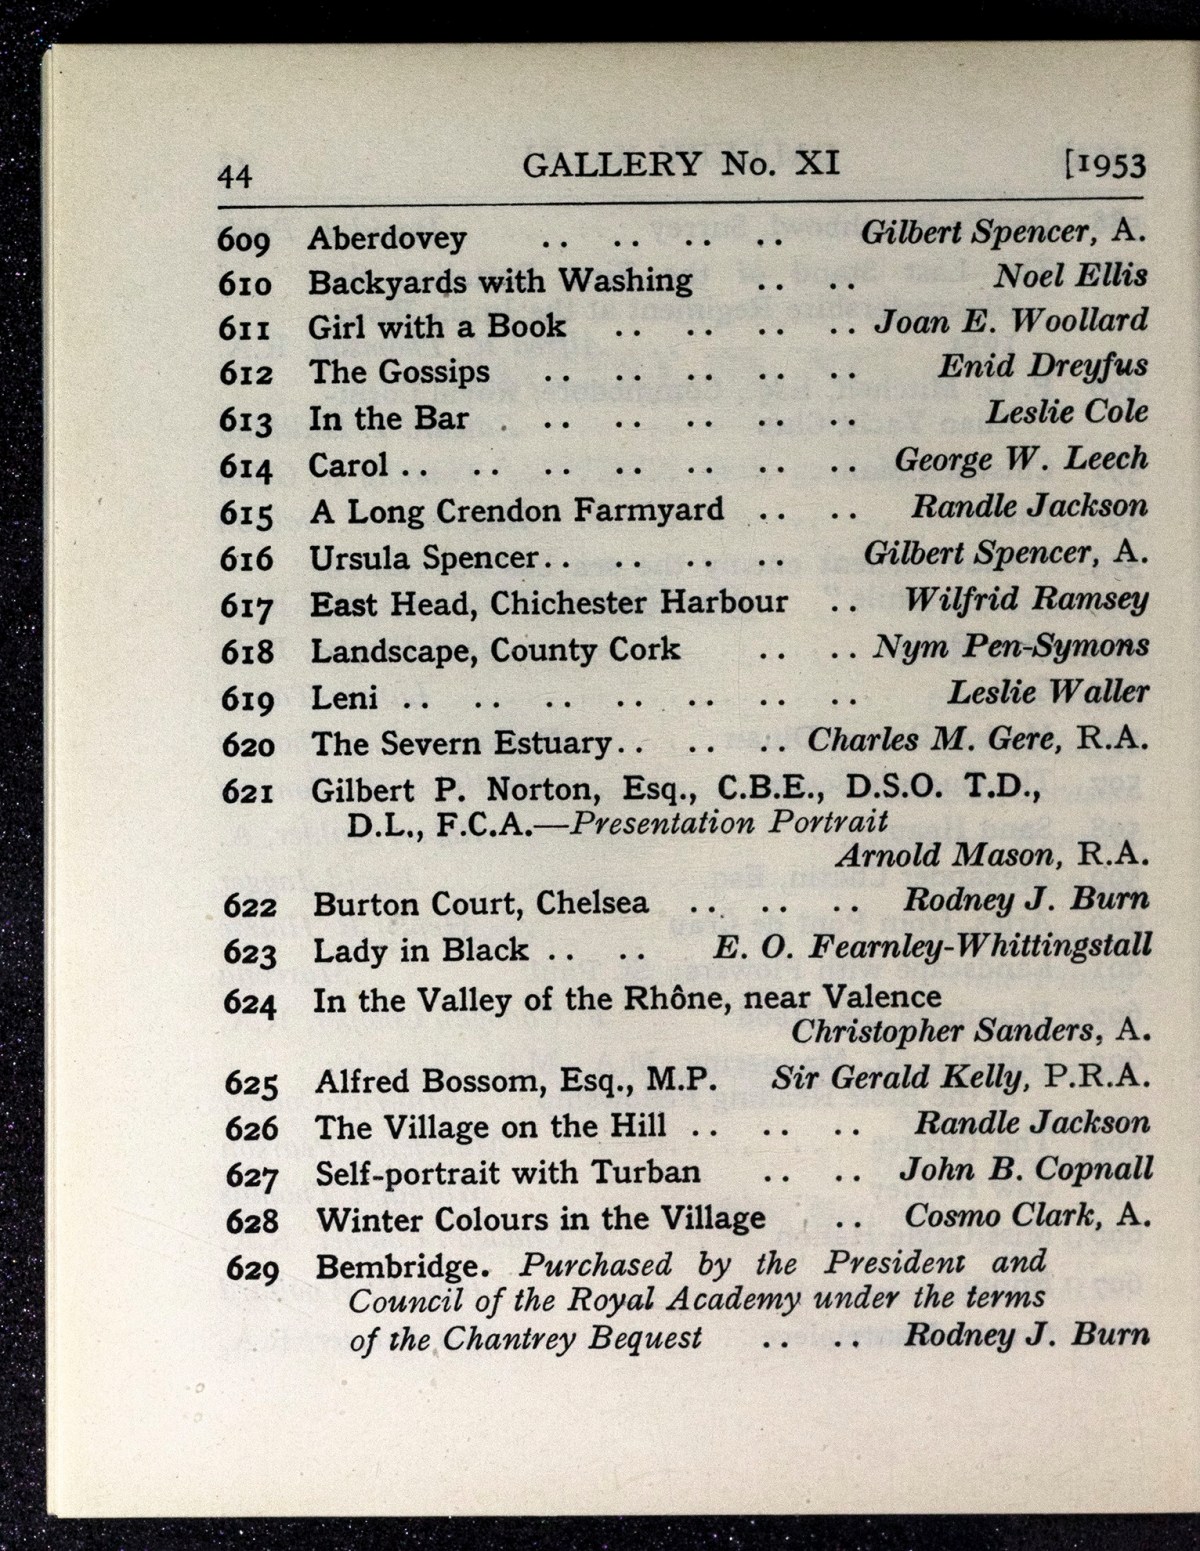 44 GALLERY No. XI [1953
609 Aberdovey .. .. .. .. Gilbert Spencer, A.
610 Backyards with Washing .. .. Noel Ellis
611 Girl with a Book .. .. .. .. Joan E. Woollard
612 The Gossips .. .. .. .. .. Enid Dreyfus
613 In the Bar . .. .. .. .. .. Leslie Cole
614 Carol .. .. .. .. .. .. .. George W. Leech
615 A Long Crendon Farmyard .. .. Randle Jackson
616 Ursula Spencer .. .. .. .. Gilbert Spencer, A.
617 East Head, Chichester Harbour .. Wilfrid Ramsey
618 Landscape, County Cork .. .. Nym Pen-Symons
619 Leni .. .. .. .. .. .. .. Leslie Waller
620 The Severn Estuary .. .. .. Charles M. Gere, R.A.
621 Gilbert P. Norton, Esq., C.B.E., D.S.O. T.D.,
D.L., F.C.A.—Presentation Portrait
Arnold Mason, R.A.
622 Burton Court, Chelsea .. .. .. Rodney J. Burn
623 Lady in Black .. .. E. O. Fearnley-Whittingstall
624 In the Valley of the Rhône, near Valence
Christopher Sanders, A.
625 Alfred Bossom, Esq., M.P. Sir Gerald Kelly, P.R.A.
626 The Village on the Hill .. .. .. Randle Jackson
627 Self-portrait with Turban .. .. John B. Copnall
628 Winter Colours in the Village .. Cosmo Clark, A.
629 Bembridge. Purchased by the President and
Council of the Royal Academy under the terms
of the Chantrey Bequest .. .. Rodney J. Burn